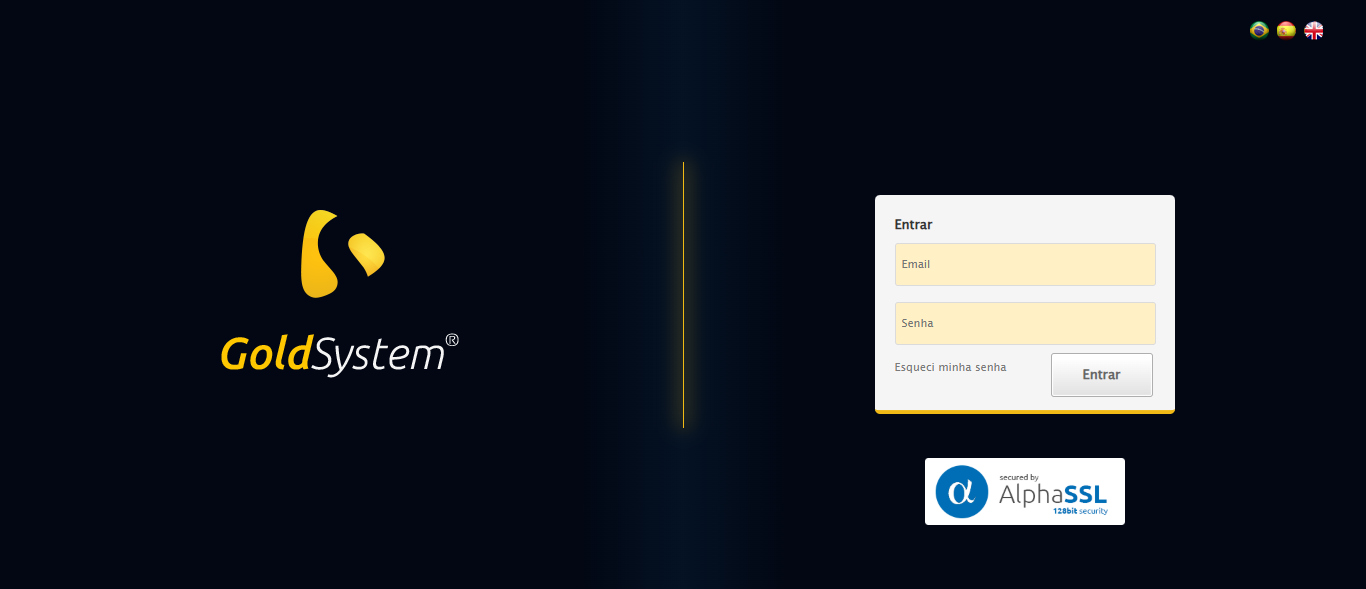 GoldSystem®
Entrar
Email
Senha
Esqueci minha senha
Entrar
α
secured by
AlphaSSL
128bit security